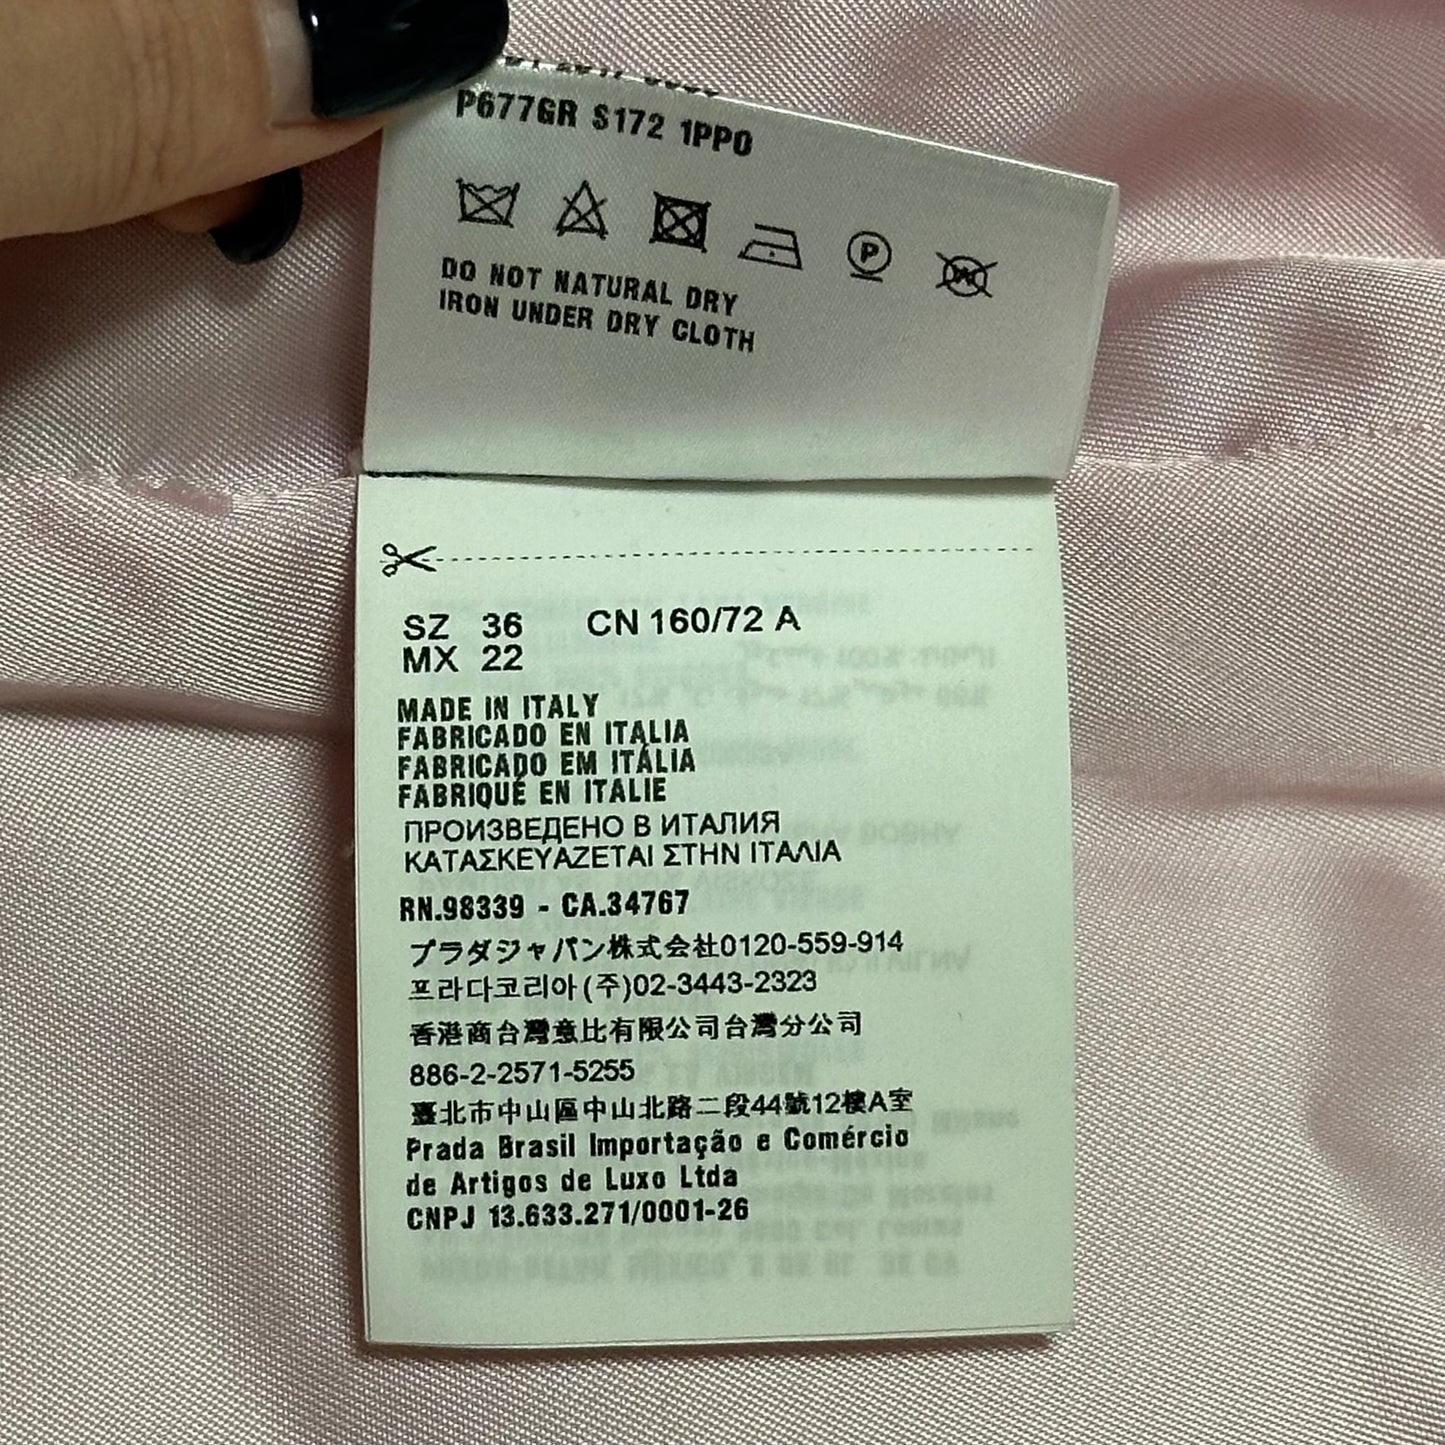 P677GR S172 1PP0
P
W
DO NOT NATURAL DRY
IRON UNDER DRY CLOTH
SZ 36 CN 160/72 A
MX 22
MADE IN ITALY
FABRICADO EN ITALIA
FABRICADO EM ITÁLIA
FABRIQUÉ EN ITALIE
ПРОИЗВЕДЕНО В ИТАЛИЯ
ΚΑΤΑΣΚΕΥΑΖΕΤΑΙ ΣΤΗΝ ΙΤΑΛΙΑ
RN.98339 - CA.34767
プラダジャパン株式会社0120-559-914
프라다코리아(주)02-3443-2323
香港商台灣意比有限公司台灣分公司
886-2-2571-5255
臺北市中山區中山北路二段44號12樓A室
Prada Brasil Importação e Comércio
de Artigos de Luxo Ltda
CNPJ 13.633.271/0001-26